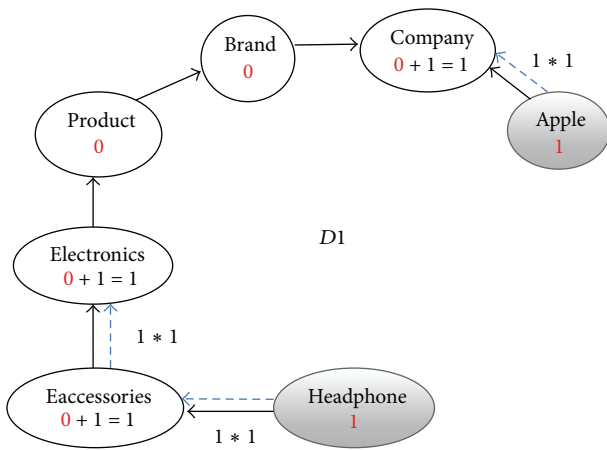 Brand
0
Company
0 + 1 = 1
1 * 1
Apple
1
Product
0
Electronics
0 + 1 = 1
D1
1 * 1
Eaccessories
0 + 1 = 1
Headphone
1
1 * 1